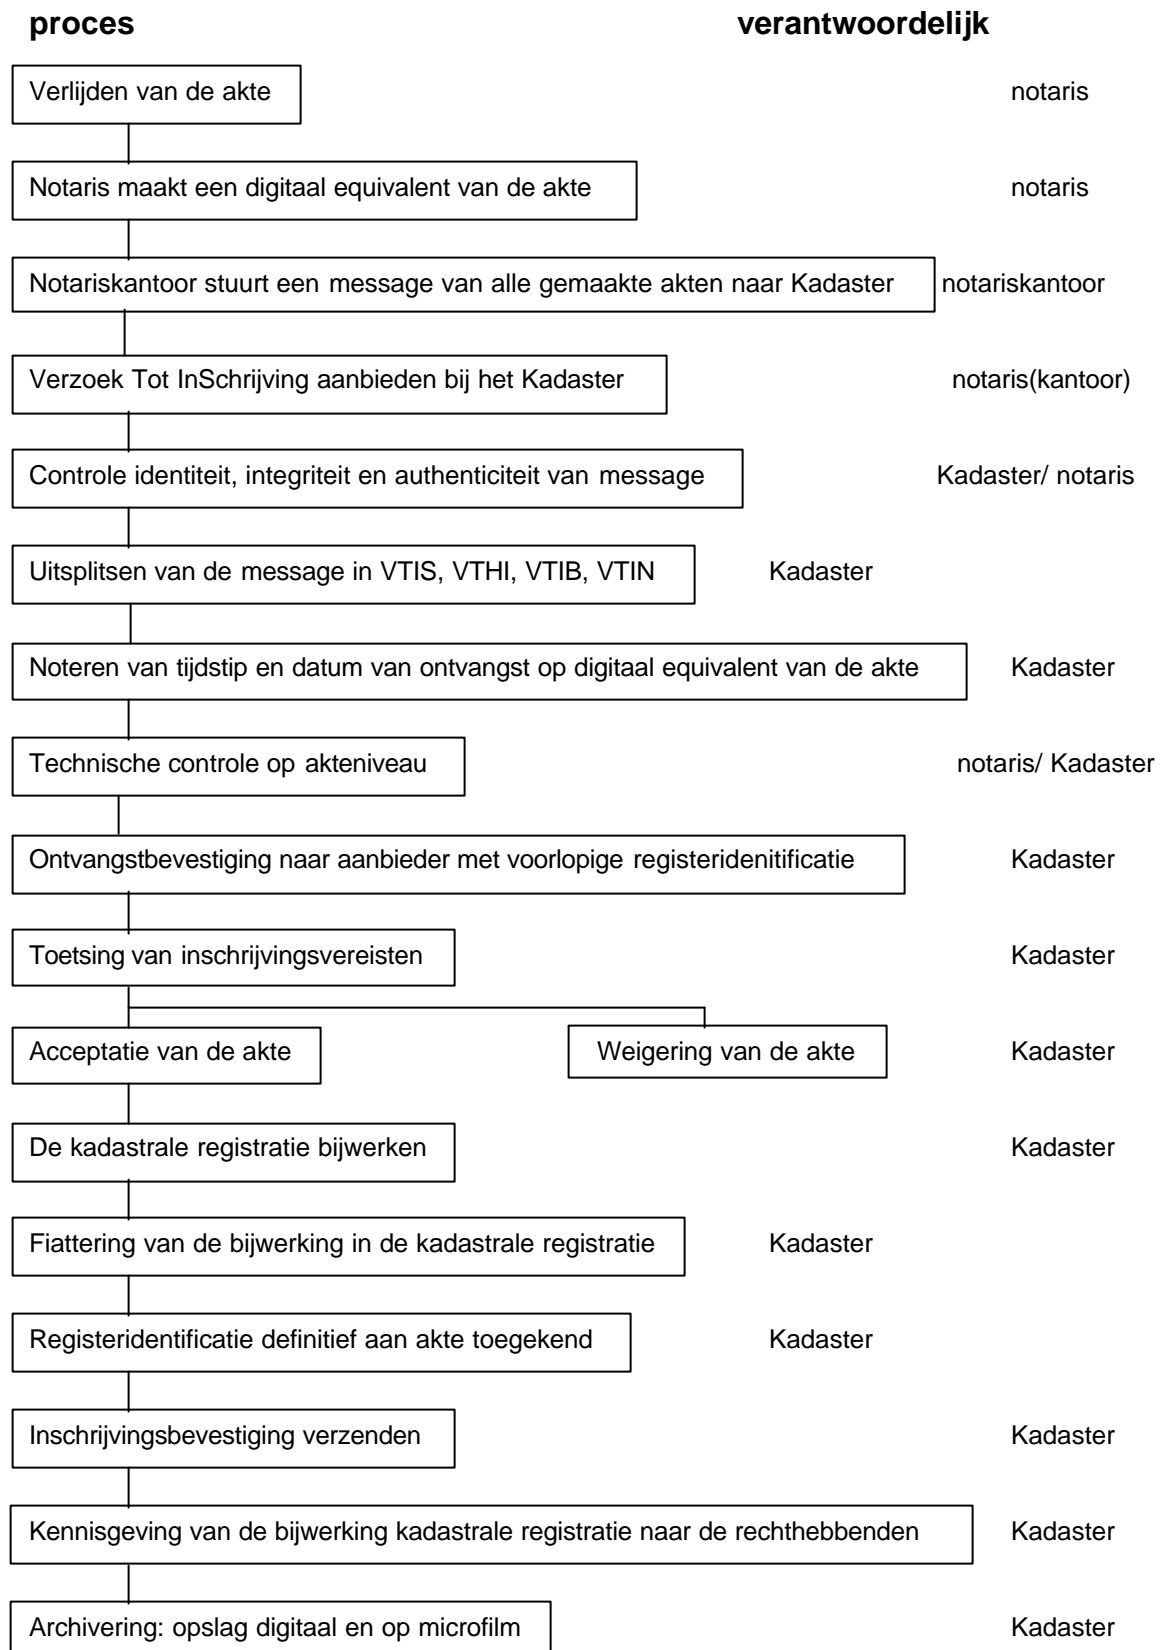 proces verantwoordelijk
Verlijden van de akte notaris
Notaris maakt een digitaal equivalent van de akte notaris
Notariskantoor stuurt een message van alle gemaakte akten naar Kadaster notariskantoor
Verzoek Tot InSchrijving aanbieden bij het Kadaster notaris(kantoor)
Controle identiteit, integriteit en authenticiteit van message Kadaster/ notaris
Uitsplitsen van de message in VTIS, VTHI, VTIB, VTIN Kadaster
Noteren van tijdstip en datum van ontvangst op digitaal equivalent van de akte Kadaster
Technische controle op akteniveau notaris/ Kadaster
Ontvangstbevestiging naar aanbieder met voorlopige registeridenitificatie Kadaster
Toetsing van inschrijvingsvereisten Kadaster
Acceptatie van de akte Weigering van de akte Kadaster
De kadastrale registratie bijwerken Kadaster
Fiattering van de bijwerking in de kadastrale registratie Kadaster
Registeridentificatie definitief aan akte toegekend Kadaster
Inschrijvingsbevestiging verzenden Kadaster
Kennisgeving van de bijwerking kadastrale registratie naar de rechthebbenden Kadaster
Archivering: opslag digitaal en op microfilm Kadaster